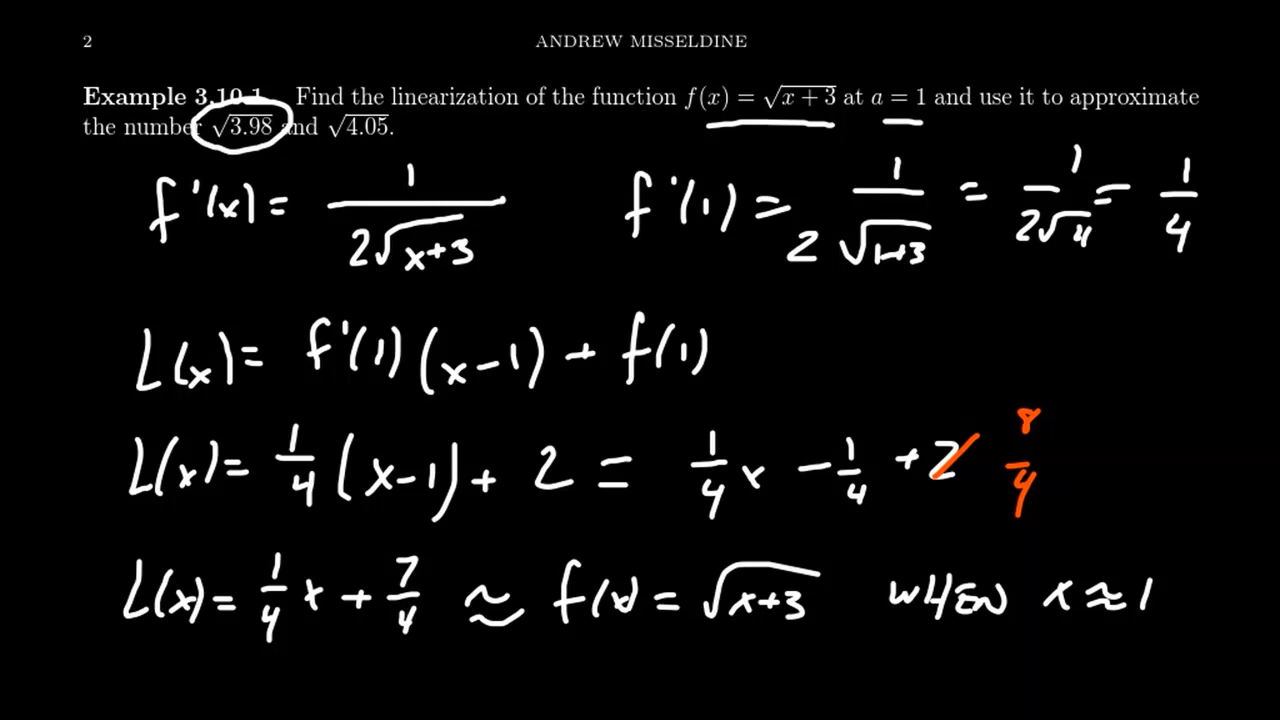 2 ANDREW MISSELDINE
Example 3.10.1. Find the linearization of the function f(x) = √(x + 3) at a = 1 and use it to approximate
the number √3.98 and √4.05.
f'(x) = 1/(2√(x+3)) f'(1) = 1/(2√(1+3)) = 1/(2√4) = 1/4
L(x) = f'(1)(x-1) + f(1)
L(x) = 1/4 (x-1) + 2 = 1/4 x - 1/4 + 2 8/4
L(x) = 1/4 x + 7/4 ≈ f(x) = √(x+3) WHEN x ≈ 1